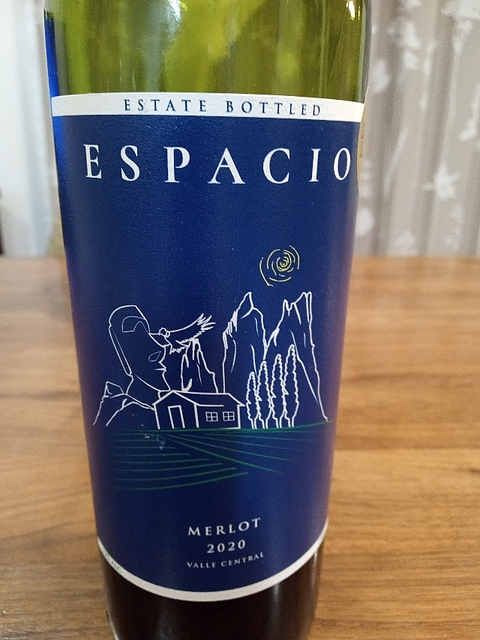 ESTATE BOTTLED
ESPACIO
MERLOT
2020
VALLE CENTRAL